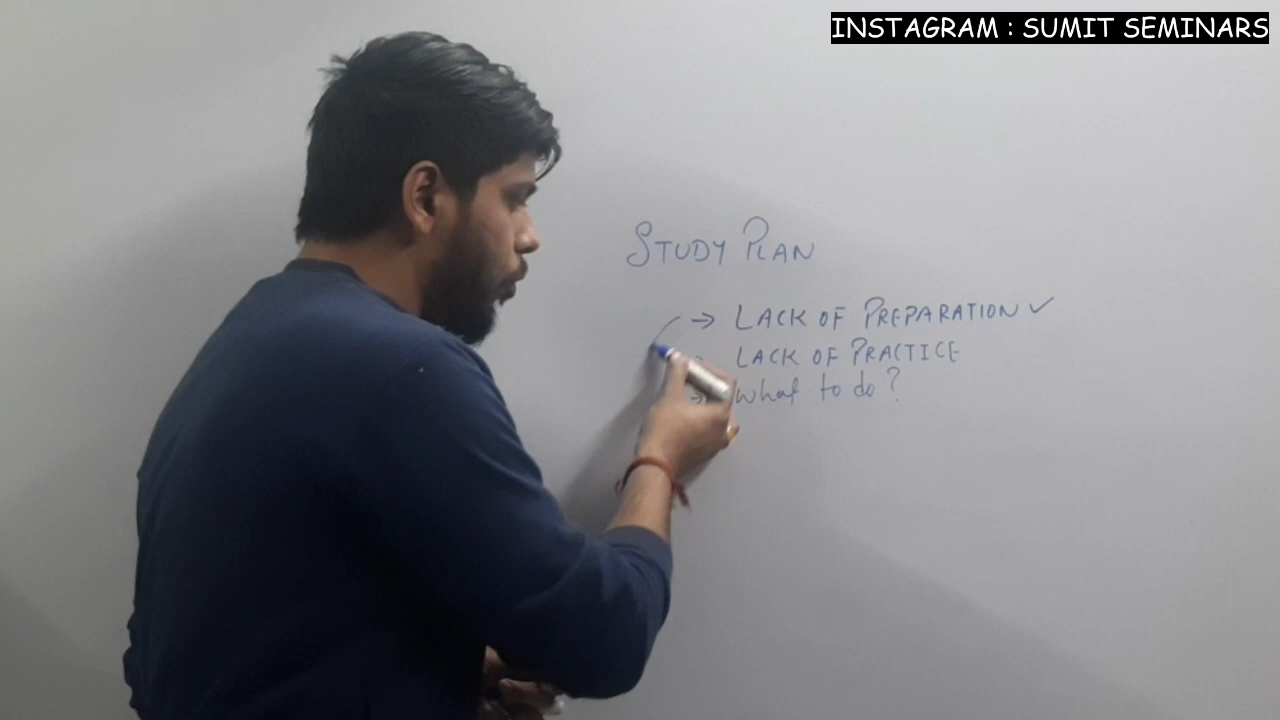 INSTAGRAM : SUMIT SEMINARS
STUDY PLAN
→ LACK OF PREPARATION ✓
LACK OF PRACTICE
→ What to do?